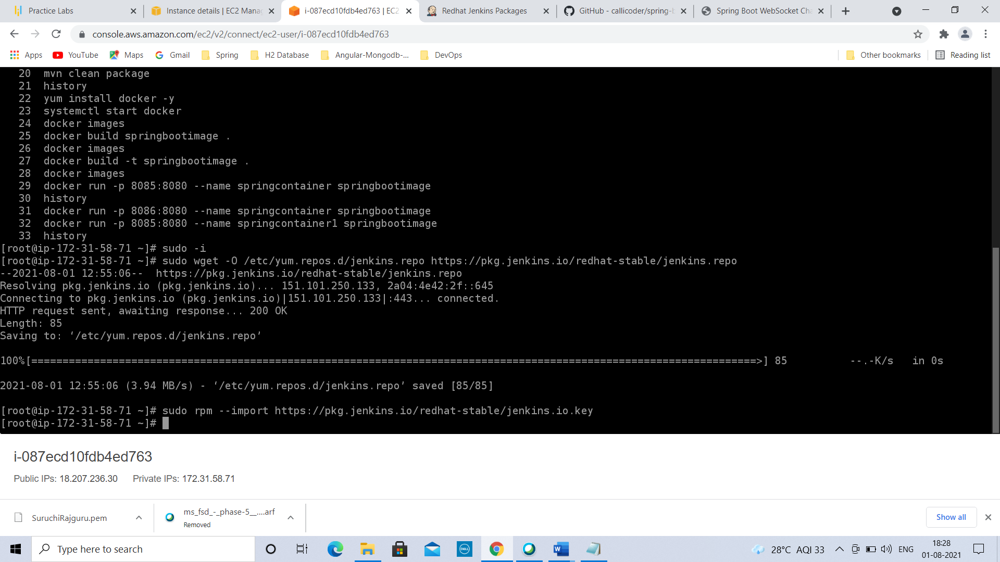 Practice Labs
Instance details | EC2 Manag
i-087ecd10fdb4ed763 | EC2
Redhat Jenkins Packages
GitHub - callicoder/spring-b
Spring Boot WebSocket Cha
console.aws.amazon.com/ec2/v2/connect/ec2-user/i-087ecd10fdb4ed763
Apps YouTube Maps Gmail Spring H2 Database Angular-Mongodb-... DevOps Other bookmarks Reading list
20 mvn clean package
21 history
22 yum install docker -y
23 systemctl start docker
24 docker images
25 docker build springbootimage .
26 docker images
27 docker build -t springbootimage .
28 docker images
29 docker run -p 8085:8080 --name springcontainer springbootimage
30 history
31 docker run -p 8086:8080 --name springcontainer springbootimage
32 docker run -p 8085:8080 --name springcontainer1 springbootimage
33 history
[root@ip-172-31-58-71 ~]# sudo -i
[root@ip-172-31-58-71 ~]# sudo wget -O /etc/yum.repos.d/jenkins.repo https://pkg.jenkins.io/redhat-stable/jenkins.repo
--2021-08-01 12:55:06-- https://pkg.jenkins.io/redhat-stable/jenkins.repo
Resolving pkg.jenkins.io (pkg.jenkins.io)... 151.101.250.133, 2a04:4e42:2f::645
Connecting to pkg.jenkins.io (pkg.jenkins.io)|151.101.250.133|:443... connected.
HTTP request sent, awaiting response... 200 OK
Length: 85
Saving to: ‘/etc/yum.repos.d/jenkins.repo’
100%[====================================================================================================================>] 85 --.-K/s in 0s
2021-08-01 12:55:06 (3.94 MB/s) - ‘/etc/yum.repos.d/jenkins.repo’ saved [85/85]
[root@ip-172-31-58-71 ~]# sudo rpm --import https://pkg.jenkins.io/redhat-stable/jenkins.io.key
[root@ip-172-31-58-71 ~]#
i-087ecd10fdb4ed763
Public IPs: 18.207.236.30 Private IPs: 172.31.58.71
SuruchiRajguru.pem
ms_fsd_-_phase-5__....arf
Removed
Show all
Type here to search
DELL
28°C AQI 33
ENG
18:28
01-08-2021